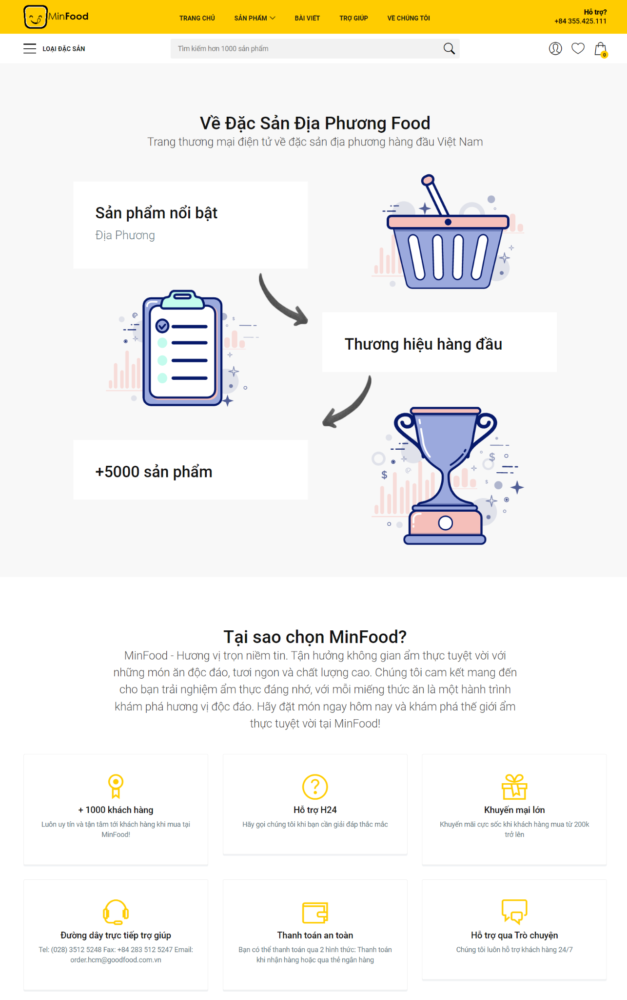 MinFood
TRANG CHỦ
SẢN PHẨM
BÀI VIẾT
TRỢ GIÚP
VỀ CHÚNG TÔI
Hỗ trợ?
+84 355.425.111
LOẠI ĐẶC SẢN
Tìm kiếm hơn 1000 sản phẩm
0
Về Đặc Sản Địa Phương Food
Trang thương mại điện tử về đặc sản địa phương hàng đầu Việt Nam
Sản phẩm nổi bật
Địa Phương
Thương hiệu hàng đầu
+5000 sản phẩm
Tại sao chọn MinFood?
MinFood - Hương vị trọn niềm tin. Tận hưởng không gian ẩm thực tuyệt vời với
những món ăn độc đáo, tươi ngon và chất lượng cao. Chúng tôi cam kết mang đến
cho bạn trải nghiệm ẩm thực đáng nhớ, với mỗi miếng thức ăn là một hành trình
khám phá hương vị độc đáo. Hãy đặt món ngay hôm nay và khám phá thế giới ẩm
thực tuyệt vời tại MinFood!
+ 1000 khách hàng
Luôn uy tín và tận tâm tới khách hàng khi mua tại
MinFood!
Hỗ trợ H24
Hãy gọi chúng tôi khi bạn cần giải đáp thắc mắc
Khuyến mại lớn
Khuyến mãi cực sốc khi khách hàng mua từ 200k
trở lên
Đường dây trực tiếp trợ giúp
Tel: (028) 3512 5248 Fax: +84 283 512 5247 Email:
order.hcm@goodfood.com.vn
Thanh toán an toàn
Bạn có thể thanh toán qua 2 hình thức: Thanh toán
khi nhận hàng hoặc qua thẻ ngân hàng
Hỗ trợ qua Trò chuyện
Chúng tôi luôn hỗ trợ khách hàng 24/7